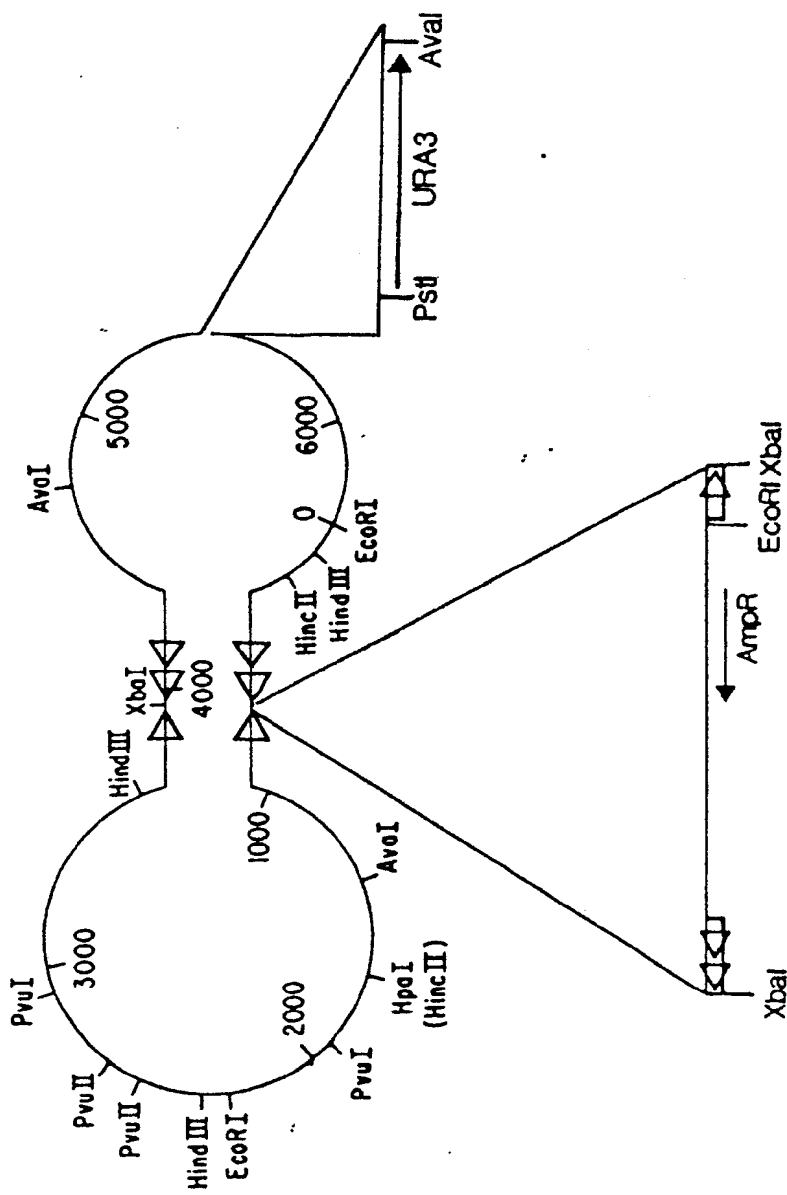 AvaI
5000
6000
0
EcoRI
HindIII
HincII
XbaI
4000
HindIII
1000
AvaI
HpaI
(HincII)
PvuI
2000
3000
PvuI
PvuII
PvuII
HindIII
EcoRI
PstI
URA3
AvaI
XbaI
AmpR
EcoRI XbaI